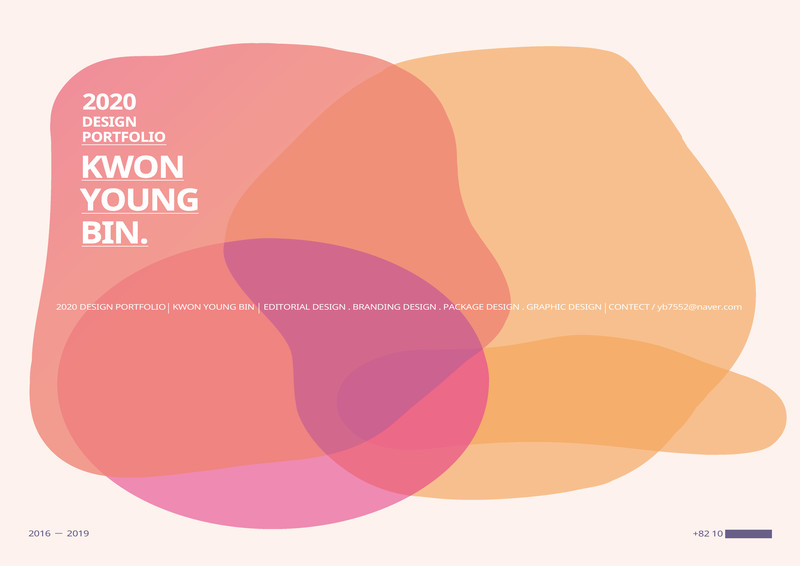 2020
DESIGN
PORTFOLIO
KWON
YOUNG
BIN.
2020 DESIGN PORTFOLIO | KWON YOUNG BIN | EDITORIAL DESIGN . BRANDING DESIGN . PACKAGE DESIGN . GRAPHIC DESIGN | CONTECT / yb7552@naver.com
2016 — 2019
+82 10